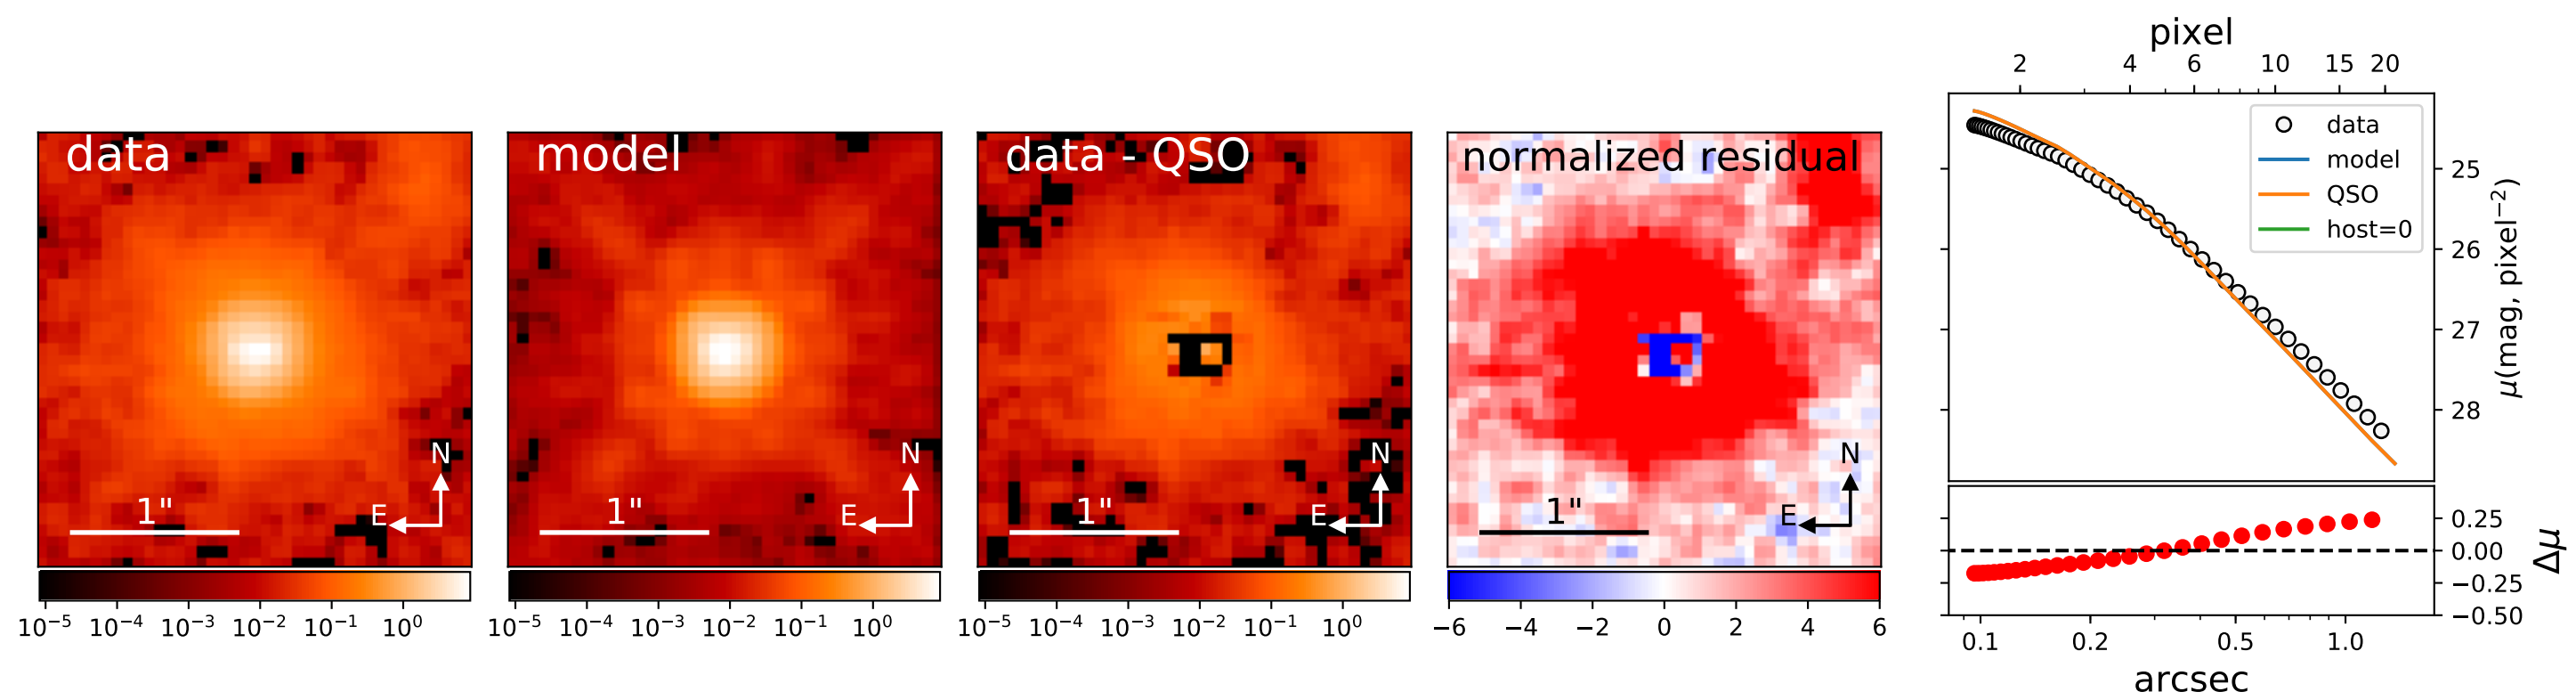 data
N
E
1"
10⁻⁵ 10⁻⁴ 10⁻³ 10⁻² 10⁻¹ 10⁰
model
N
E
1"
10⁻⁵ 10⁻⁴ 10⁻³ 10⁻² 10⁻¹ 10⁰
data - QSO
N
E
1"
10⁻⁵ 10⁻⁴ 10⁻³ 10⁻² 10⁻¹ 10⁰
normalized residual
N
E
1"
−6 −4 −2 0 2 4 6
pixel
2 4 6 10 15 20
data
model
QSO
host=0
25
26
27
28
μ(mag, pixel⁻²)
0.25
0.00
−0.25
−0.50
Δμ
0.1 0.2 0.5 1.0
arcsec